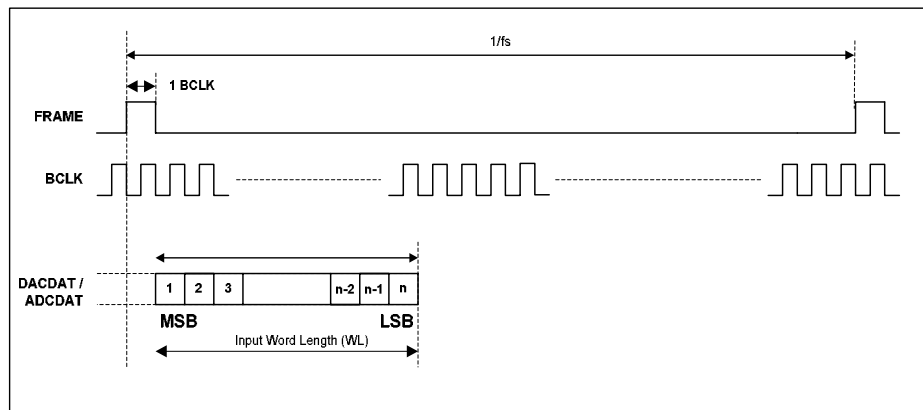 1/fs
1 BCLK
FRAME
BCLK
DACDAT /
ADCDAT
1 2 3 n-2 n-1 n
MSB LSB
Input Word Length (WL)